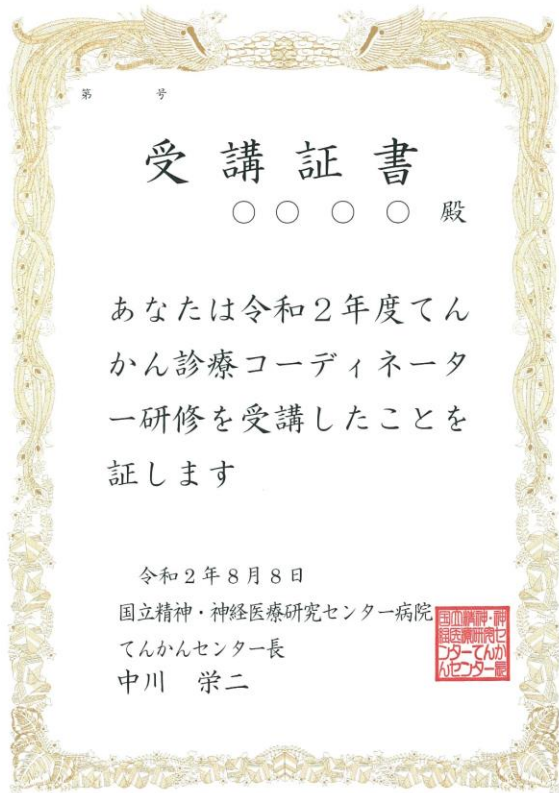 第　　　号
受講証書
○○○○殿
あなたは令和２年度てん
かん診療コーディネータ
ー研修を受講したことを
証します
令和２年８月８日
国立精神・神経医療研究センター病院
てんかんセンター長
中川　栄二
国立精神・神
経医療研究セ
ンターてんか
んセンター長